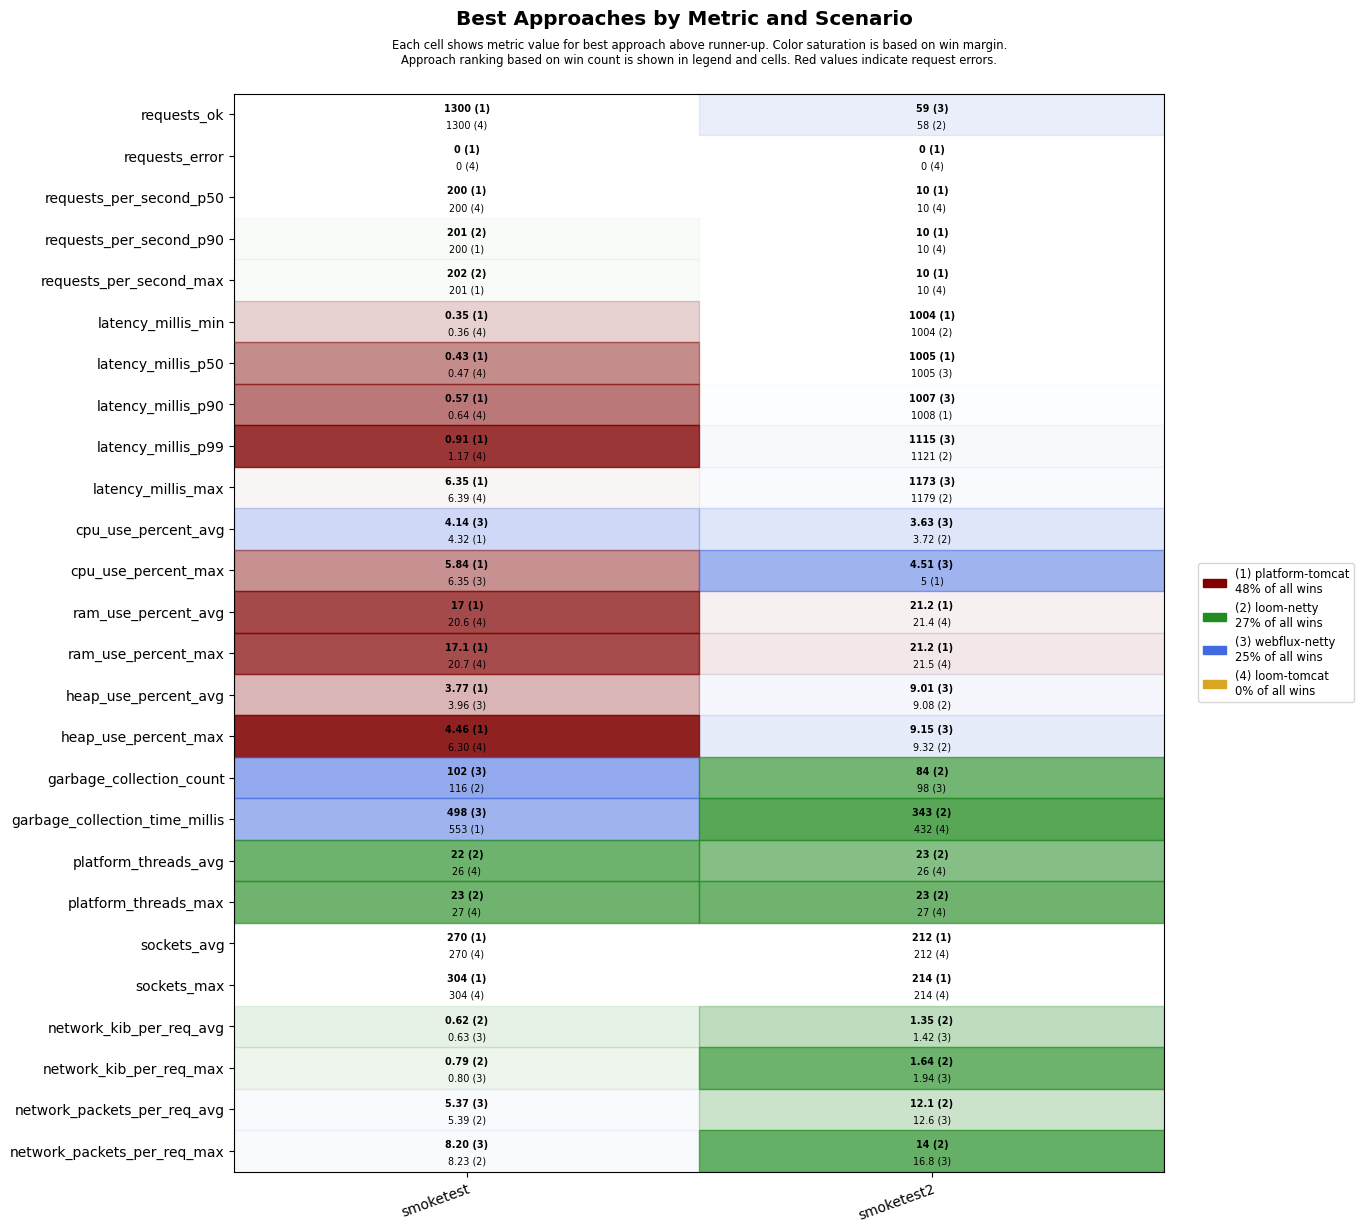 Best Approaches by Metric and Scenario
Each cell shows metric value for best approach above runner-up. Color saturation is based on win margin.
Approach ranking based on win count is shown in legend and cells. Red values indicate request errors.
requests_ok
1300 (1)
1300 (4)
59 (3)
58 (2)
requests_error
0 (1)
0 (4)
0 (1)
0 (4)
requests_per_second_p50
200 (1)
200 (4)
10 (1)
10 (4)
requests_per_second_p90
201 (2)
200 (1)
10 (1)
10 (4)
requests_per_second_max
202 (2)
201 (1)
10 (1)
10 (4)
latency_millis_min
0.35 (1)
0.36 (4)
1004 (1)
1004 (2)
latency_millis_p50
0.43 (1)
0.47 (4)
1005 (1)
1005 (3)
latency_millis_p90
0.57 (1)
0.64 (4)
1007 (3)
1008 (1)
latency_millis_p99
0.91 (1)
1.17 (4)
1115 (3)
1121 (2)
latency_millis_max
6.35 (1)
6.39 (4)
1173 (3)
1179 (2)
cpu_use_percent_avg
4.14 (3)
4.32 (1)
3.63 (3)
3.72 (2)
cpu_use_percent_max
5.84 (1)
6.35 (3)
4.51 (3)
5 (1)
ram_use_percent_avg
17 (1)
20.6 (4)
21.2 (1)
21.4 (4)
ram_use_percent_max
17.1 (1)
20.7 (4)
21.2 (1)
21.5 (4)
heap_use_percent_avg
3.77 (1)
3.96 (3)
9.01 (3)
9.08 (2)
heap_use_percent_max
4.46 (1)
6.30 (4)
9.15 (3)
9.32 (2)
garbage_collection_count
102 (3)
116 (2)
84 (2)
98 (3)
garbage_collection_time_millis
498 (3)
553 (1)
343 (2)
432 (4)
platform_threads_avg
22 (2)
26 (4)
23 (2)
26 (4)
platform_threads_max
23 (2)
27 (4)
23 (2)
27 (4)
sockets_avg
270 (1)
270 (4)
212 (1)
212 (4)
sockets_max
304 (1)
304 (4)
214 (1)
214 (4)
network_kib_per_req_avg
0.62 (2)
0.63 (3)
1.35 (2)
1.42 (3)
network_kib_per_req_max
0.79 (2)
0.80 (3)
1.64 (2)
1.94 (3)
network_packets_per_req_avg
5.37 (3)
5.39 (2)
12.1 (2)
12.6 (3)
network_packets_per_req_max
8.20 (3)
8.23 (2)
14 (2)
16.8 (3)
smoketest
smoketest2
(1) platform-tomcat
48% of all wins
(2) loom-netty
27% of all wins
(3) webflux-netty
25% of all wins
(4) loom-tomcat
0% of all wins